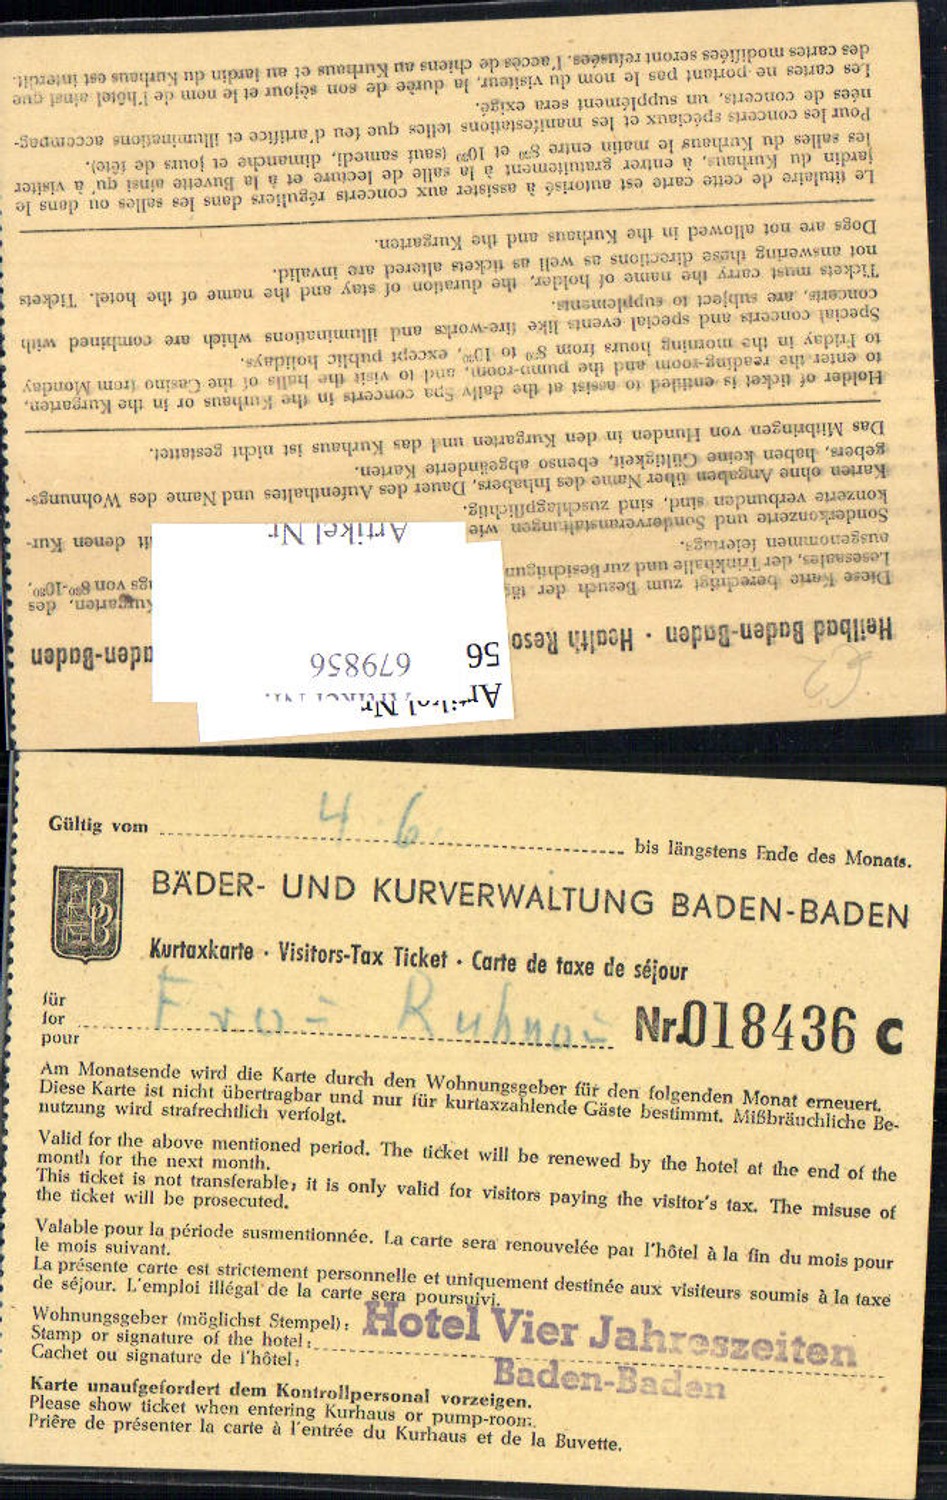 Heilbad Baden-Baden · Health Reso Baden-Baden
Diese Karte berechtigt zum Besuch der täg Kurgarten, des
Lesesaales, der Trinkhalle und zur Besichtigun gs von 8³⁰-10³⁰,
ausgenommen feiertags.
Sonderkonzerte und Sonderveranstaltungen wie it denen Kur-
konzerte verbunden sind, sind zuschlagpflichtig.
Karten ohne Angaben über Name des Inhabers, Dauer des Aufenthaltes und Name des Wohnungs-
gebers, haben keine Gültigkeit, ebenso abgeänderte Karten.
Das Mitbringen von Hunden in den Kurgarten und das Kurhaus ist nicht gestattet.
Holder of ticket is entitled to assist at the daily Spa concerts in the Kurhaus or in the Kurgarten,
to enter the reading-room and the pump-room, and to visit the halls of the Casino from Monday
to Friday in the morning hours from 8³⁰ to 10³⁰, except public holidays.
Special concerts and special events like fire-works and illuminations which are combined with
concerts, are subject to supplements.
Tickets must carry the name of holder, the duration of stay and the name of the hotel. Tickets
not answering these directions as well as tickets altered are invalid.
Dogs are not allowed in the Kurhaus and the Kurgarten.
Le titulaire de cette carte est autorisé à assister aux concerts réguliers dans les salles ou dans le
jardin du Kurhaus, à entrer gratuitement à la salle de lecture et à la Buvette ainsi qu'à visiter
les salles du Kurhaus le matin entre 8³⁰ et 10³⁰ (sauf samedi, dimanche et jours de fête).
Pour les concerts spéciaux et les manifestations telles que feu d'artifice et illuminations accompag-
nées de concerts, un supplément sera exigé.
Les cartes ne portant pas le nom du visiteur, la durée de son séjour et le nom de l'hôtel ainsi que
des cartes modifiées seront refusées. l'accès de chiens au Kurhaus et au jardin du Kurhaus est interdit.
Artikel Nr
679856
56
Gültig vom 4. 6. bis längstens Ende des Monats.
BÄDER- UND KURVERWALTUNG BADEN-BADEN
Kurtaxkarte · Visitors-Tax Ticket · Carte de taxe de séjour
für
for
pour
Nr. 018436 C
Am Monatsende wird die Karte durch den Wohnungsgeber für den folgenden Monat erneuert.
Diese Karte ist nicht übertragbar und nur für kurtaxzahlende Gäste bestimmt. Mißbräuchliche Be-
nutzung wird strafrechtlich verfolgt.
Valid for the above mentioned period. The ticket will be renewed by the hotel at the end of the
month for the next month.
This ticket is not transferable, it is only valid for visitors paying the visitor's tax. The misuse of
the ticket will be prosecuted.
Valable pour la période susmentionnée. La carte sera renouvelée par l'hôtel à la fin du mois pour
le mois suivant.
La présente carte est strictement personnelle et uniquement destinée aux visiteurs soumis à la taxe
de séjour. L'emploi illégal de la carte sera poursuivi.
Wohnungsgeber (möglichst Stempel):
Stamp or signature of the hotel:
Cachet ou signature de l'hôtel:
Hotel Vier Jahreszeiten
Baden-Baden
Karte unaufgefordert dem Kontrollpersonal vorzeigen.
Please show ticket when entering Kurhaus or pump-room.
Prière de présenter la carte à l'entrée du Kurhaus et de la Buvette.